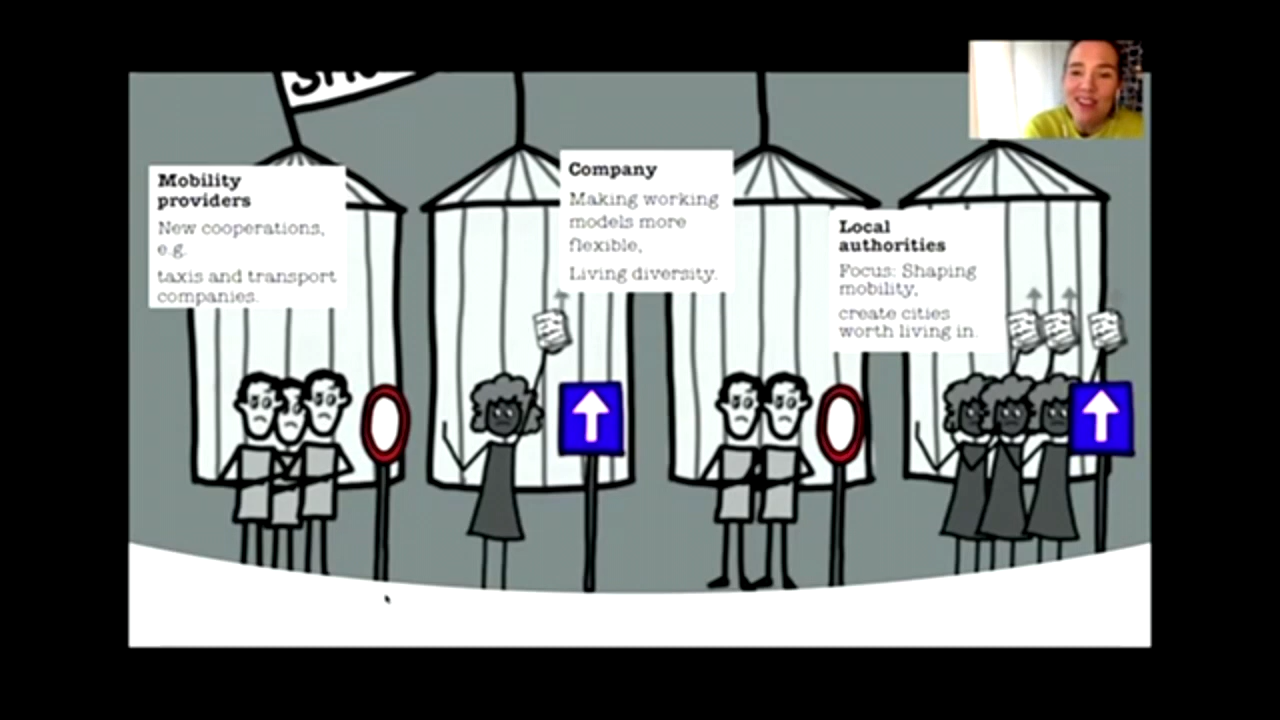 Mobility
providers
New cooperations,
e.g.
taxis and transport
companies.
Company
Making working
models more
flexible,
Living diversity.
Local
authorities
Focus: Shaping
mobility,
create cities
worth living in.